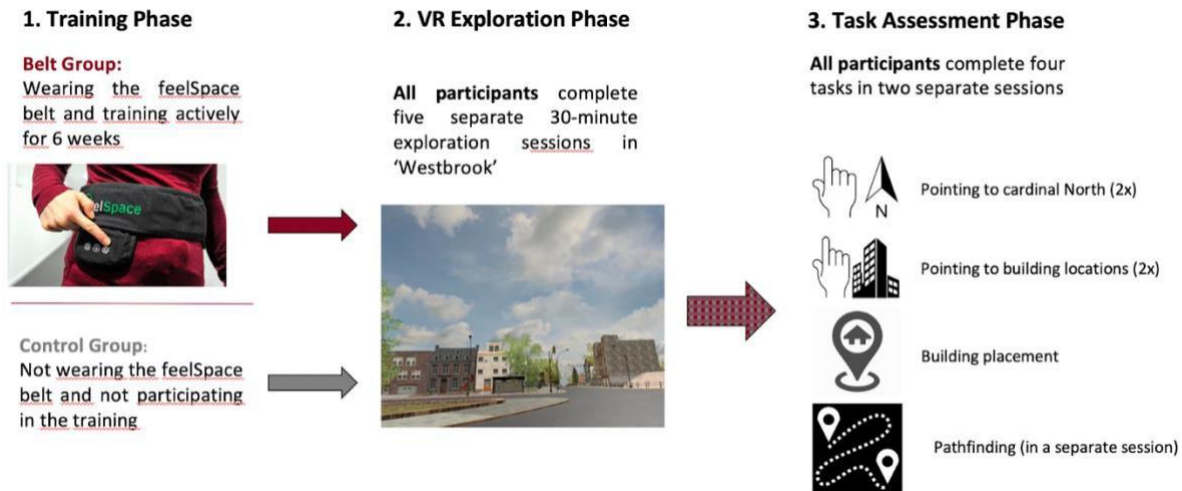 1. Training Phase
Belt Group:
Wearing the feelSpace
belt and training actively
for 6 weeks
elSpace
Control Group:
Not wearing the feelSpace
belt and not participating
in the training
2. VR Exploration Phase
All participants complete
five separate 30-minute
exploration sessions in
‘Westbrook’
3. Task Assessment Phase
All participants complete four
tasks in two separate sessions
N
Pointing to cardinal North (2x)
Pointing to building locations (2x)
Building placement
Pathfinding (in a separate session)